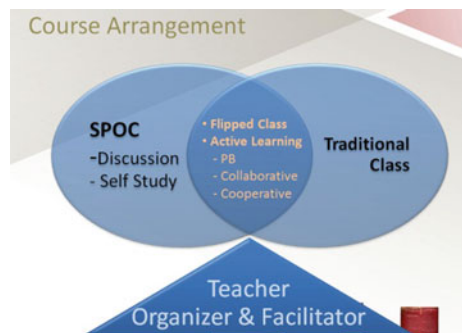 Course Arrangement
SPOC
-Discussion
- Self Study
• Flipped Class
• Active Learning
- PB
- Collaborative
- Cooperative
Traditional
Class
Teacher
Organizer & Facilitator